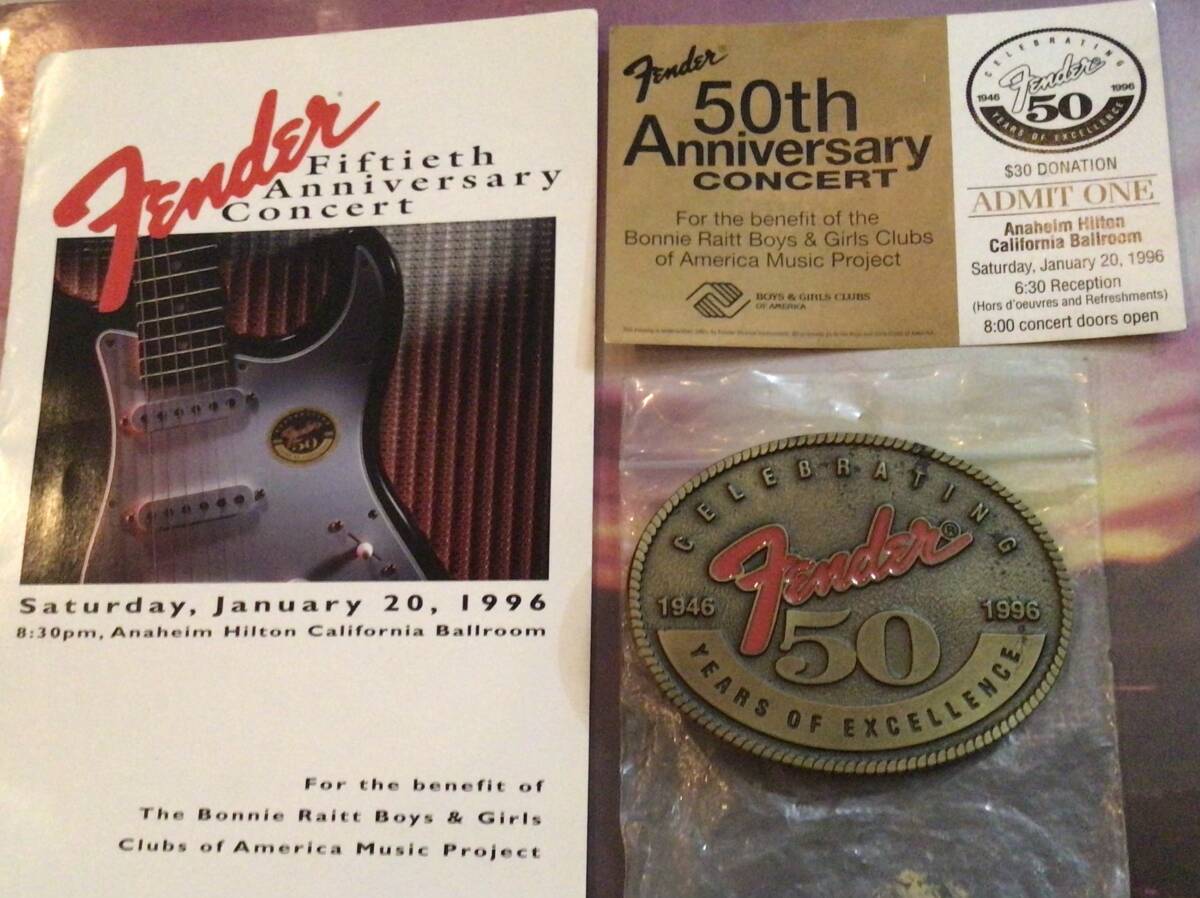 Fender
Fiftieth
Anniversary
Concert
CELEBRATING
Fender
50
Saturday, January 20, 1996
8:30pm, Anaheim Hilton California Ballroom
For the benefit of
The Bonnie Raitt Boys & Girls
Clubs of America Music Project
Fender
50th
Anniversary
CONCERT
For the benefit of the
Bonnie Raitt Boys & Girls Clubs
of America Music Project
BOYS & GIRLS CLUBS
OF AMERICA
CELEBRATING
Fender®
1946 50 1996
YEARS OF EXCELLENCE
$30 DONATION
ADMIT ONE
Anaheim Hilton
California Ballroom
Saturday, January 20, 1996
6:30 Reception
(Hors d'oeuvres and Refreshments)
8:00 concert doors open
CELEBRATING
Fender®
1946 50 1996
YEARS OF EXCELLENCE